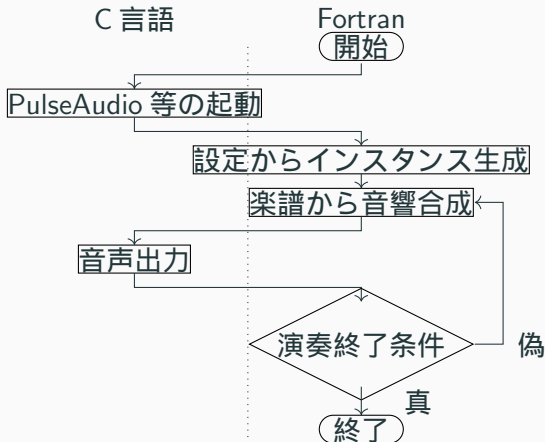 C 言語
Fortran
開始
PulseAudio 等の起動
設定からインスタンス生成
楽譜から音響合成
音声出力
演奏終了条件
偽
真
終了